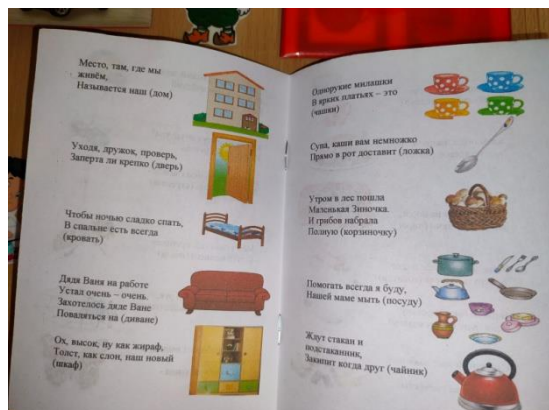 Место, там, где мы
живём,
Называется наш (дом)
Уходя, дружок, проверь,
Заперта ли крепко (дверь)
Чтобы ночью сладко спать,
В спальне есть всегда
(кровать)
Дядя Ваня на работе
Устал очень – очень.
Захотелось дяде Ване
Поваляться на (диване)
Ох, высок, ну как жираф,
Толст, как слон, наш новый
(шкаф)
Однорукие милашки
В ярких платьях – это
(чашки)
Супа, каши вам немножко
Прямо в рот доставит (ложка)
Утром в лес пошла
Маленькая Зиночка.
И грибов набрала
Полную (корзиночку)
Помогать всегда я буду,
Нашей маме мыть (посуду)
Ждут стакан и
подстаканник,
Закипит когда друг (чайник)